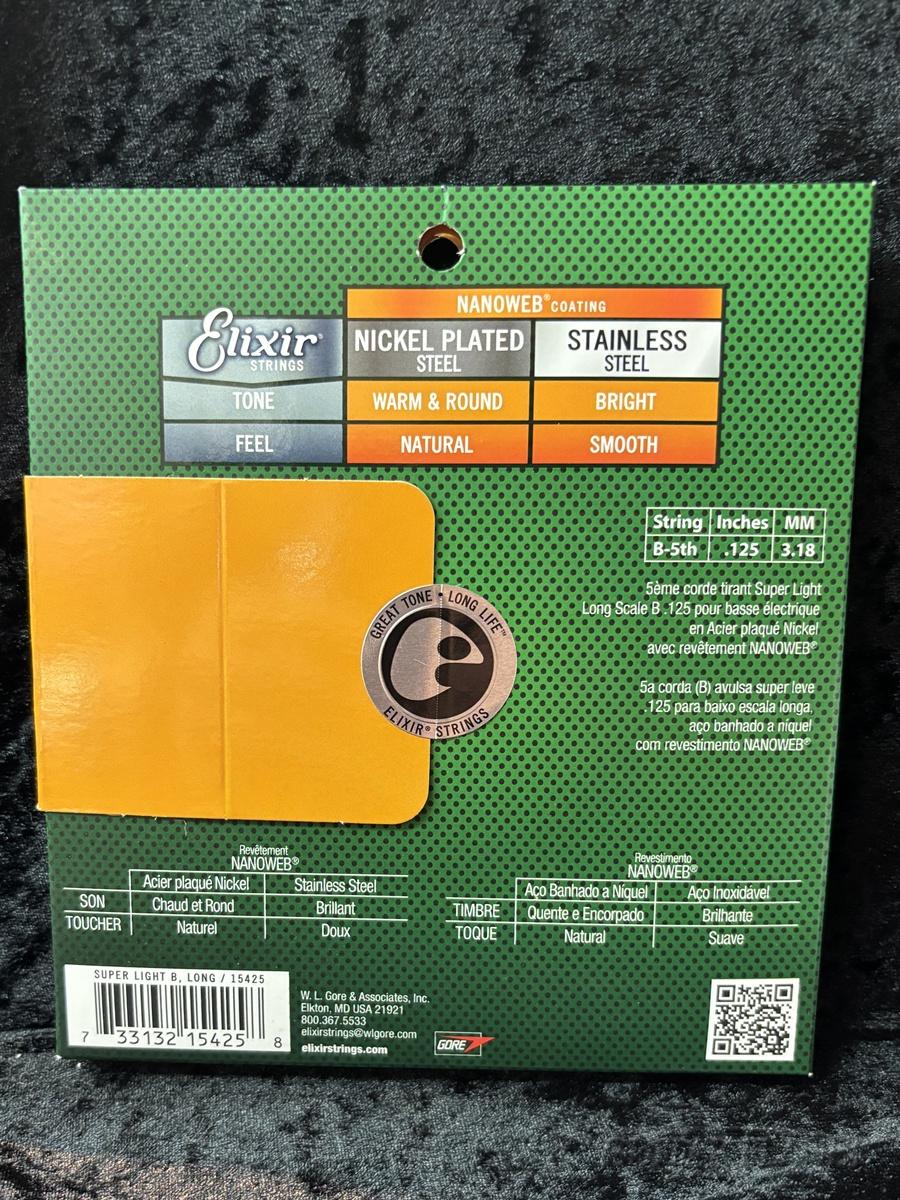 NANOWEB® COATING
Elixir® STRINGS
NICKEL PLATED STEEL
STAINLESS STEEL
TONE
WARM & ROUND
BRIGHT
FEEL
NATURAL
SMOOTH
String Inches MM
B-5th .125 3.18
5ème corde tirant Super Light
Long Scale B .125 pour basse électrique
en Acier plaqué Nickel
avec revêtement NANOWEB®
GREAT TONE • LONG LIFE™
ELIXIR® STRINGS
5a corda (B) avulsa super leve
.125 para baixo escala longa,
aço banhado a níquel
com revestimento NANOWEB®
Revêtement
NANOWEB®
Acier plaqué Nickel Stainless Steel
SON Chaud et Rond Brillant
TOUCHER Naturel Doux
Revestimento
NANOWEB®
Aço Banhado a Níquel Aço Inoxidável
TIMBRE Quente e Encorpado Brilhante
TOQUE Natural Suave
SUPER LIGHT B, LONG / 15425
7 33132 15425 8
W. L. Gore & Associates, Inc.
Elkton, MD USA 21921
800.367.5533
elixirstrings@wlgore.com
elixirstrings.com
GORE